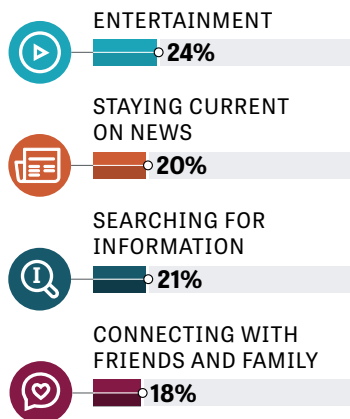 ENTERTAINMENT
24%
STAYING CURRENT
ON NEWS
20%
SEARCHING FOR
INFORMATION
I
21%
CONNECTING WITH
FRIENDS AND FAMILY
18%